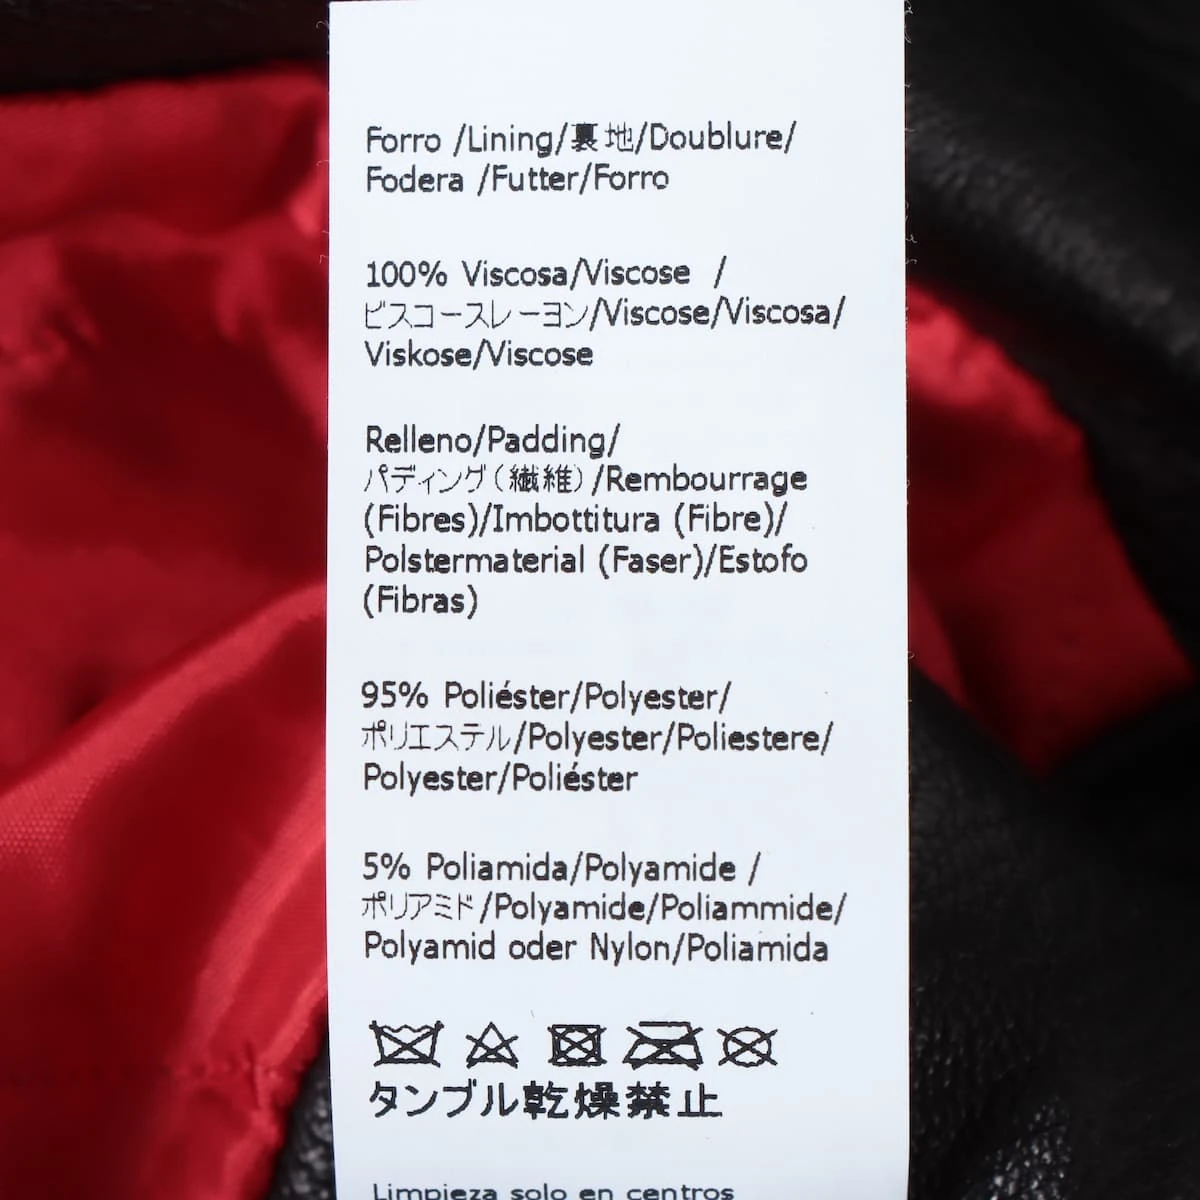 Forro /Lining/裏地/Doublure/
Fodera /Futter/Forro
100% Viscosa/Viscose /
ビスコースレーヨン/Viscose/Viscosa/
Viskose/Viscose
Relleno/Padding/
パディング(繊維)/Rembourrage
(Fibres)/Imbottitura (Fibre)/
Polstermaterial (Faser)/Estofo
(Fibras)
95% Poliéster/Polyester/
ポリエステル/Polyester/Poliestere/
Polyester/Poliéster
5% Poliamida/Polyamide /
ポリアミド/Polyamide/Poliammide/
Polyamid oder Nylon/Poliamida
タンブル乾燥禁止
Limpieza solo en centros